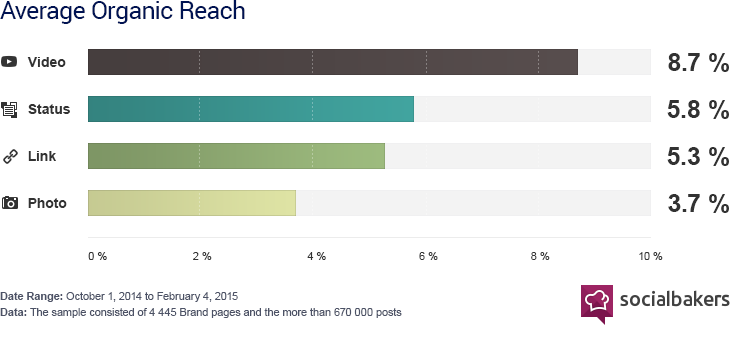 Average Organic Reach
Video 8.7 %
Status 5.8 %
Link 5.3 %
Photo 3.7 %
0 % 2 % 4 % 6 % 8 % 10 %
Date Range: October 1, 2014 to February 4, 2015
Data: The sample consisted of 4 445 Brand pages and the more than 670 000 posts
socialbakers